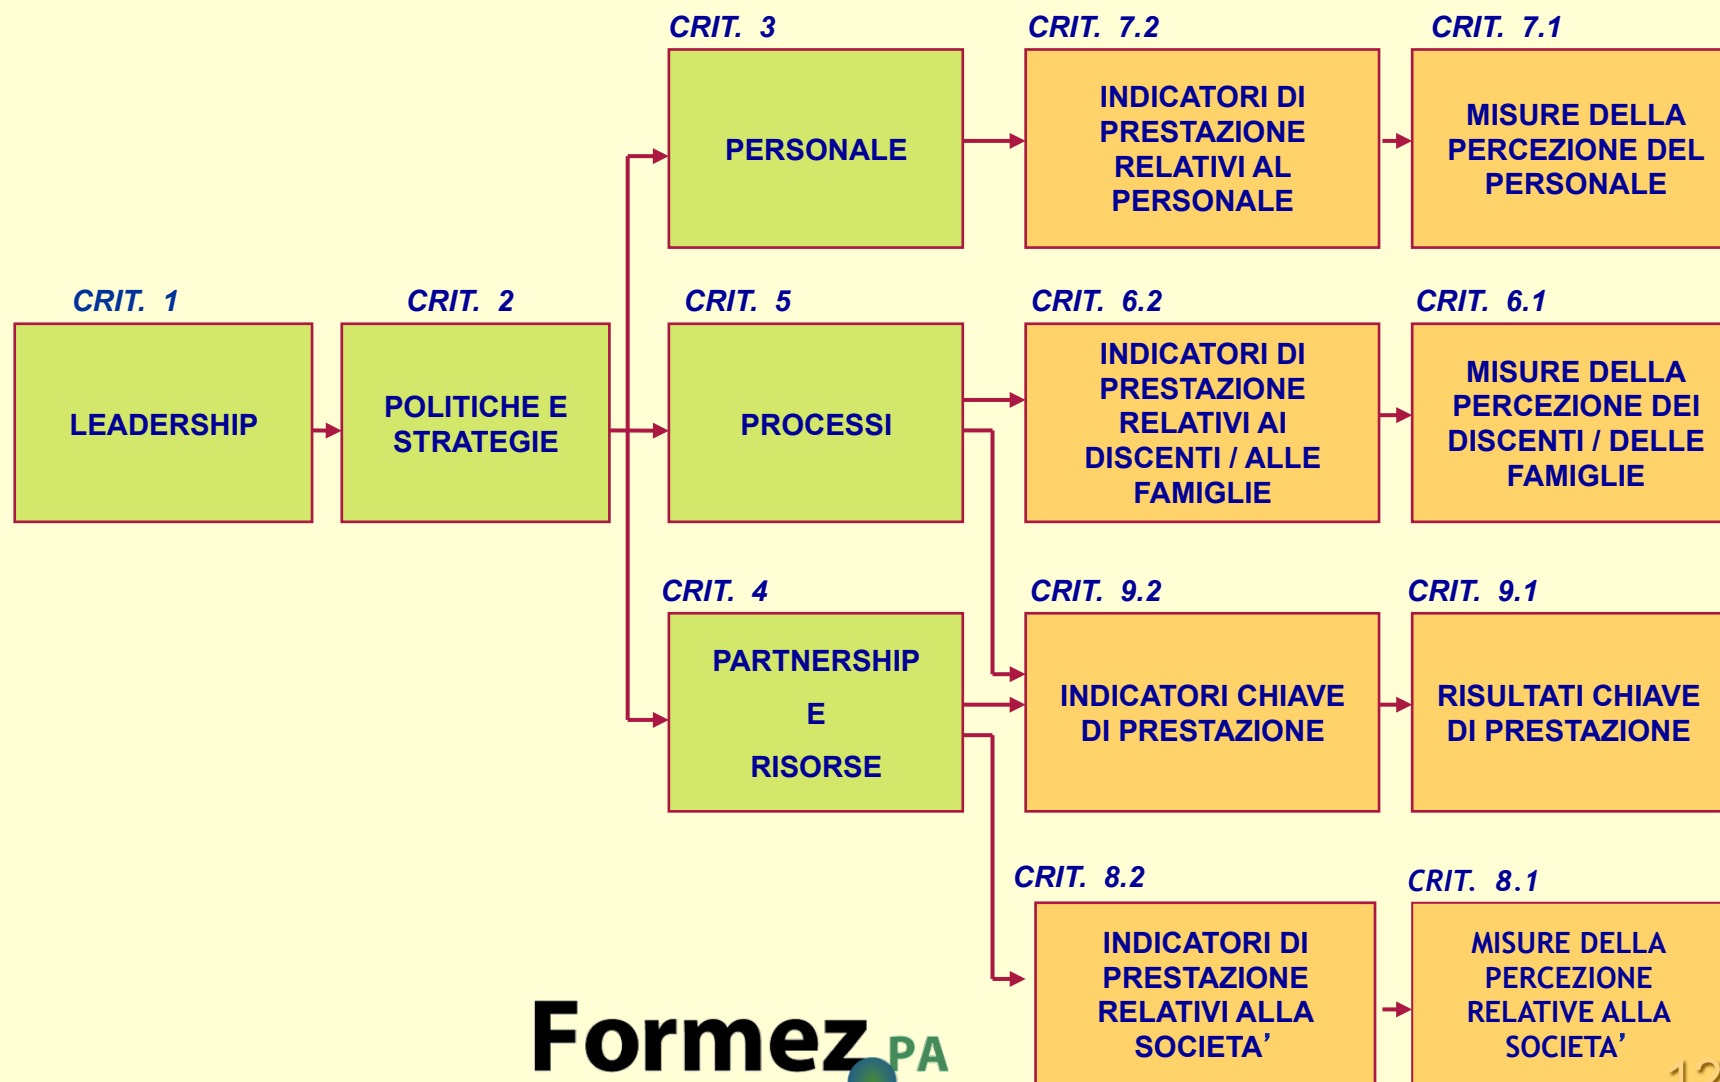 CRIT. 3
PERSONALE
CRIT. 7.2
INDICATORI DI
PRESTAZIONE
RELATIVI AL
PERSONALE
CRIT. 7.1
MISURE DELLA
PERCEZIONE DEL
PERSONALE
CRIT. 1
LEADERSHIP
CRIT. 2
POLITICHE E
STRATEGIE
CRIT. 5
PROCESSI
CRIT. 6.2
INDICATORI DI
PRESTAZIONE
RELATIVI AI
DISCENTI / ALLE
FAMIGLIE
CRIT. 6.1
MISURE DELLA
PERCEZIONE DEI
DISCENTI / DELLE
FAMIGLIE
CRIT. 4
PARTNERSHIP
E
RISORSE
CRIT. 9.2
INDICATORI CHIAVE
DI PRESTAZIONE
CRIT. 9.1
RISULTATI CHIAVE
DI PRESTAZIONE
CRIT. 8.2
INDICATORI DI
PRESTAZIONE
RELATIVI ALLA
SOCIETA’
CRIT. 8.1
MISURE DELLA
PERCEZIONE
RELATIVE ALLA
SOCIETA’
Formez PA
12